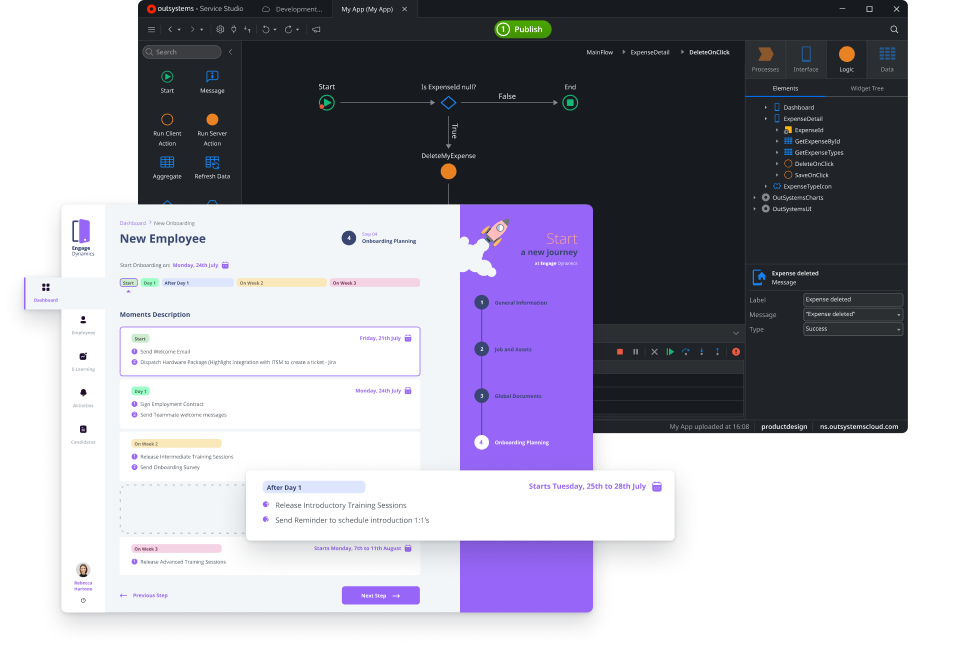 outsystems - Service Studio
Development...
My App (My App)
1 Publish
Search
MainFlow
ExpenseDetail
DeleteOnClick
Processes
Interface
Logic
Data
Elements
Widget Tree
Start
Message
Run Client
Action
Run Server
Action
Aggregate
Refresh Data
Start
Is ExpenseId null?
False
End
True
DeleteMyExpense
Dashboard
ExpenseDetail
ExpenseId
GetExpenseById
GetExpenseTypes
DeleteOnClick
SaveOnClick
ExpenseTypeIcon
OutSystemsCharts
OutSystemsUI
Expense deleted
Message
Label
Expense deleted
Message
"Expense deleted"
Type
Success
My App uploaded at 16:08
productdesign
ns.outsystemscloud.com
Engage
Dynamics
Dashboard
Employees
E-Learning
Activities
Candidates
Rebecca
Hartone
Dashboard > New Onboarding
New Employee
4
Step 04
Onboarding Planning
Start Onboarding on: Monday, 24th July
Start
Day 1
After Day 1
On Week 2
On Week 3
Moments Description
Start
Friday, 21th July
Send Welcome Email
Dispatch Hardware Package (Highlight integration with ITSM to create a ticket - Jira
Day 1
Monday, 24th July
Sign Employment Contract
Send Teammate welcome messages
On Week 2
Release Intermediate Training Sessions
Send Onboarding Survey
After Day 1
Starts Tuesday, 25th to 28th July
Release Introductory Training Sessions
Send Reminder to schedule introduction 1:1's
On Week 3
Starts Monday, 7th to 11th August
Release Advanced Training Sessions
Previous Step
Next Step
Start
a new journey
at Engage Dynamics
1 General Information
2 Job and Assets
3 Global Documents
4 Onboarding Planning